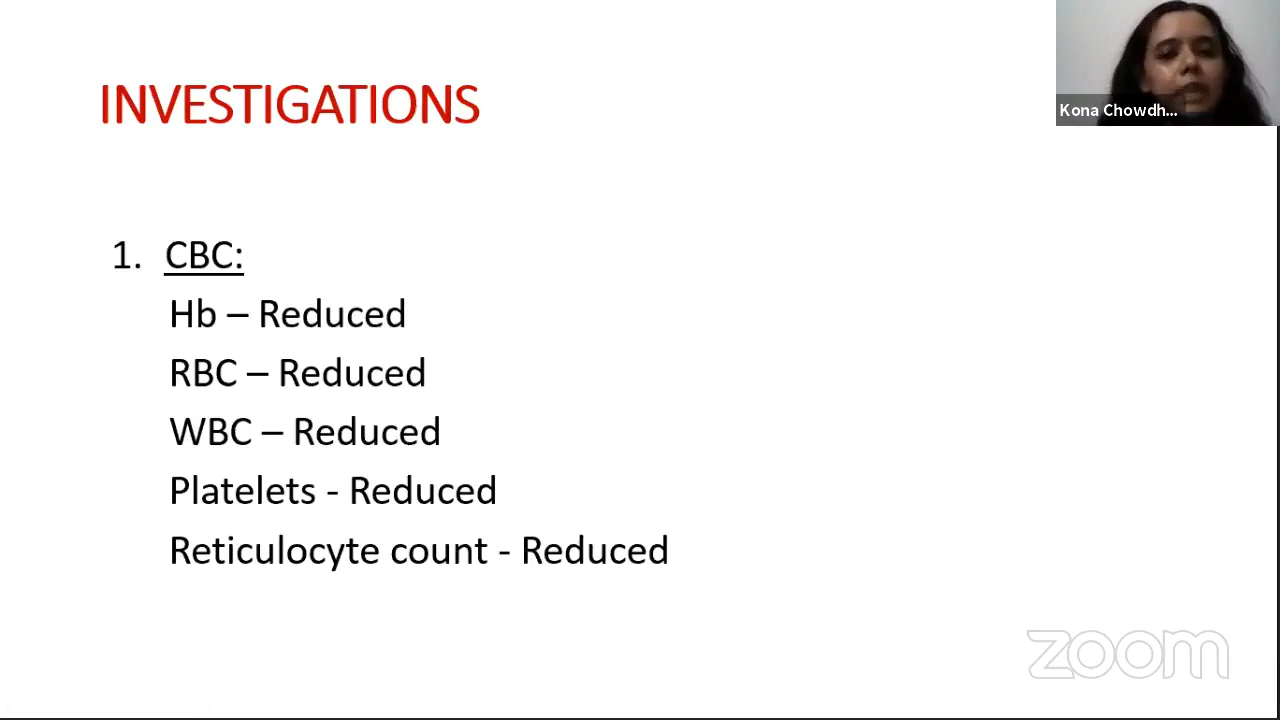 INVESTIGATIONS
Kona Chowdh...
1. CBC:
Hb – Reduced
RBC – Reduced
WBC – Reduced
Platelets - Reduced
Reticulocyte count - Reduced
zoom